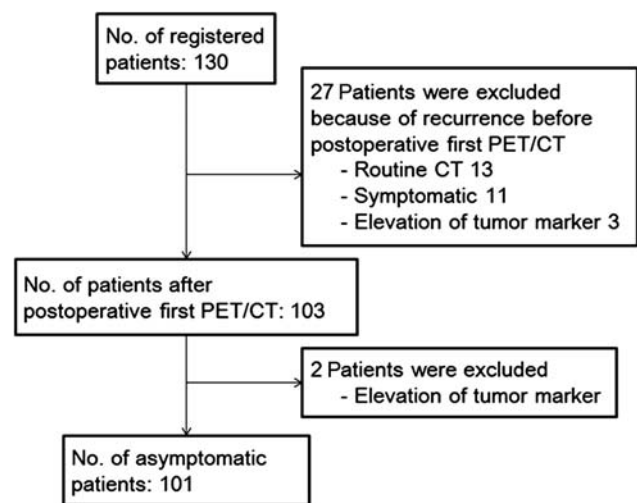 No. of registered
patients: 130
27 Patients were excluded
because of recurrence before
postoperative first PET/CT
- Routine CT 13
- Symptomatic 11
- Elevation of tumor marker 3
No. of patients after
postoperative first PET/CT: 103
2 Patients were excluded
- Elevation of tumor marker
No. of asymptomatic
patients: 101